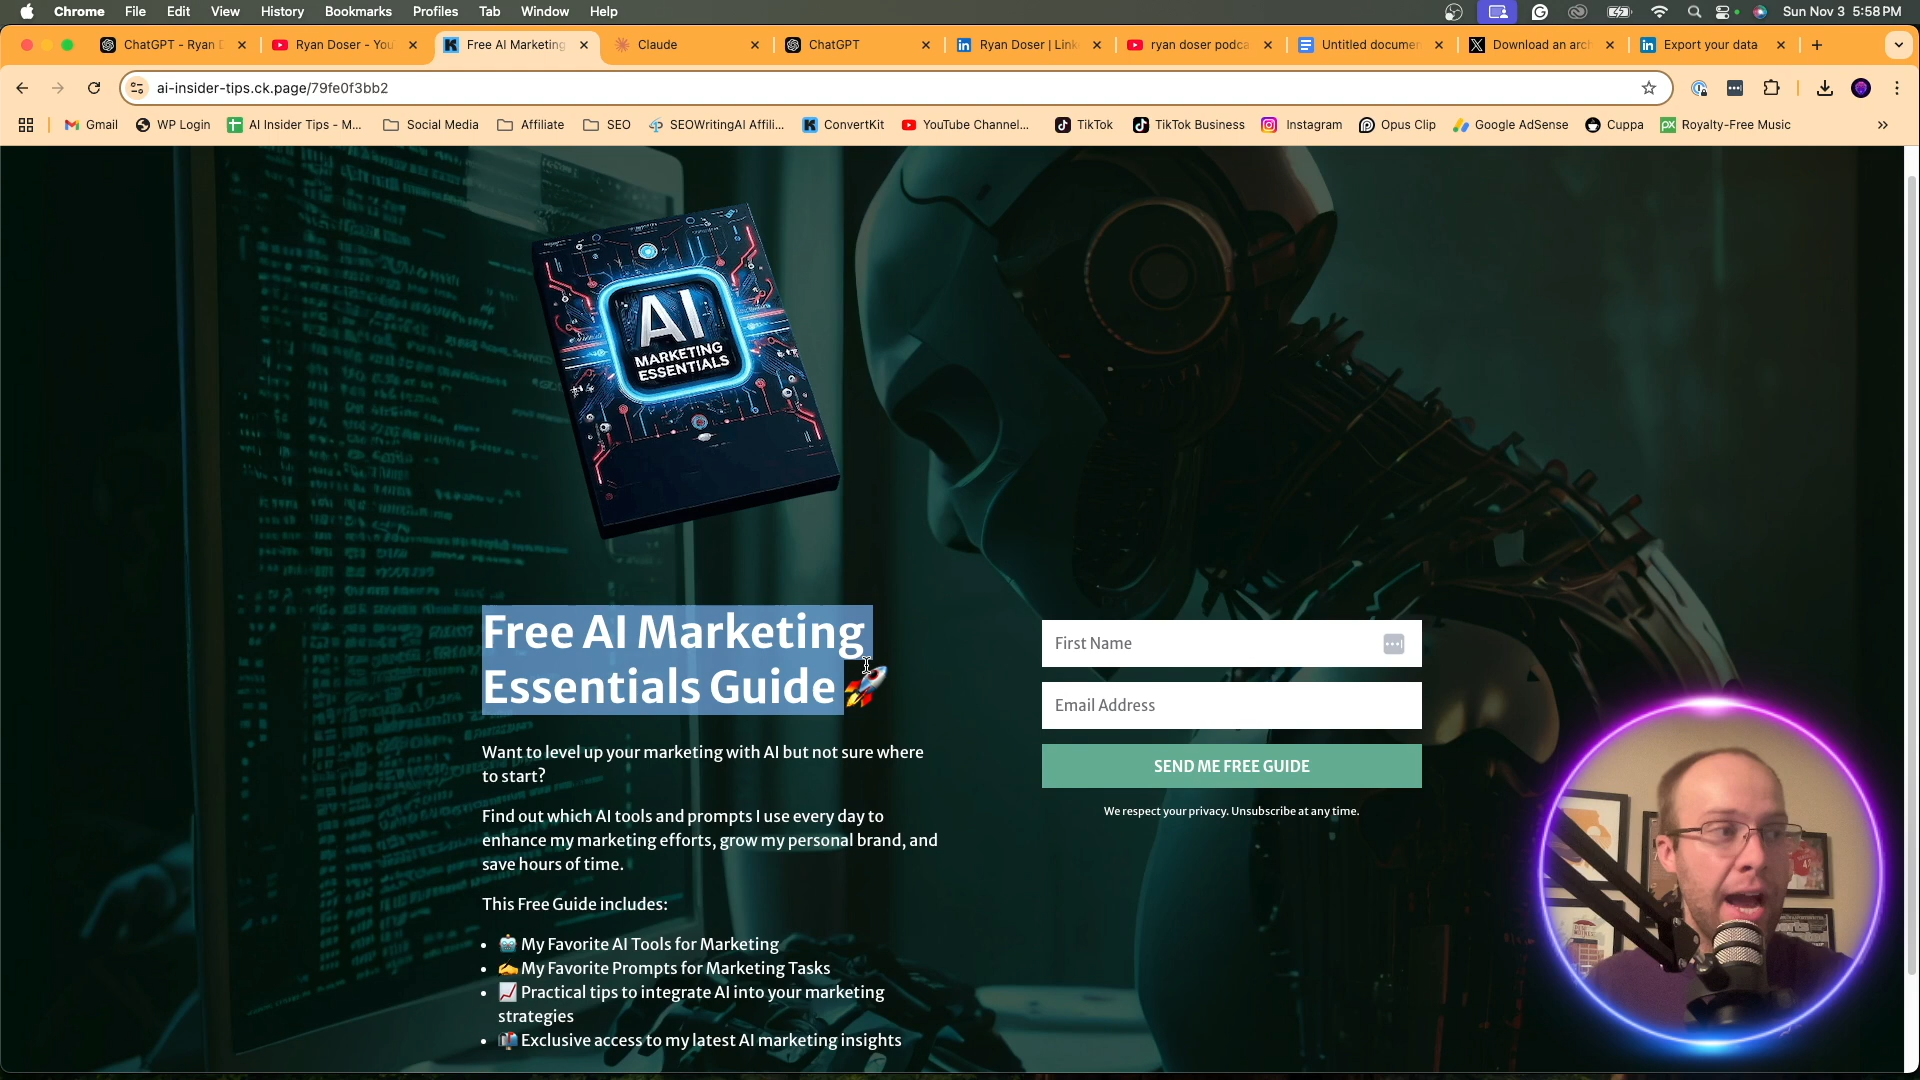 Chrome File Edit View History Bookmarks Profiles Tab Window Help Sun Nov 3 5:58 PM
ChatGPT - Ryan D Ryan Doser - You Free AI Marketing Claude ChatGPT Ryan Doser | Link ryan doser podca Untitled documen Download an arch Export your data
ai-insider-tips.ck.page/79fe0f3bb2
Gmail WP Login AI Insider Tips - M... Social Media Affiliate SEO SEOWritingAI Affili... ConvertKit YouTube Channel... TikTok TikTok Business Instagram Opus Clip Google AdSense Cuppa Royalty-Free Music
AI
MARKETING
ESSENTIALS
Free AI Marketing
Essentials Guide 🚀
Want to level up your marketing with AI but not sure where
to start?
Find out which AI tools and prompts I use every day to
enhance my marketing efforts, grow my personal brand, and
save hours of time.
This Free Guide includes:
• 🤖 My Favorite AI Tools for Marketing
• ✍️ My Favorite Prompts for Marketing Tasks
• 📈 Practical tips to integrate AI into your marketing
strategies
• 📬 Exclusive access to my latest AI marketing insights
First Name
Email Address
SEND ME FREE GUIDE
We respect your privacy. Unsubscribe at any time.